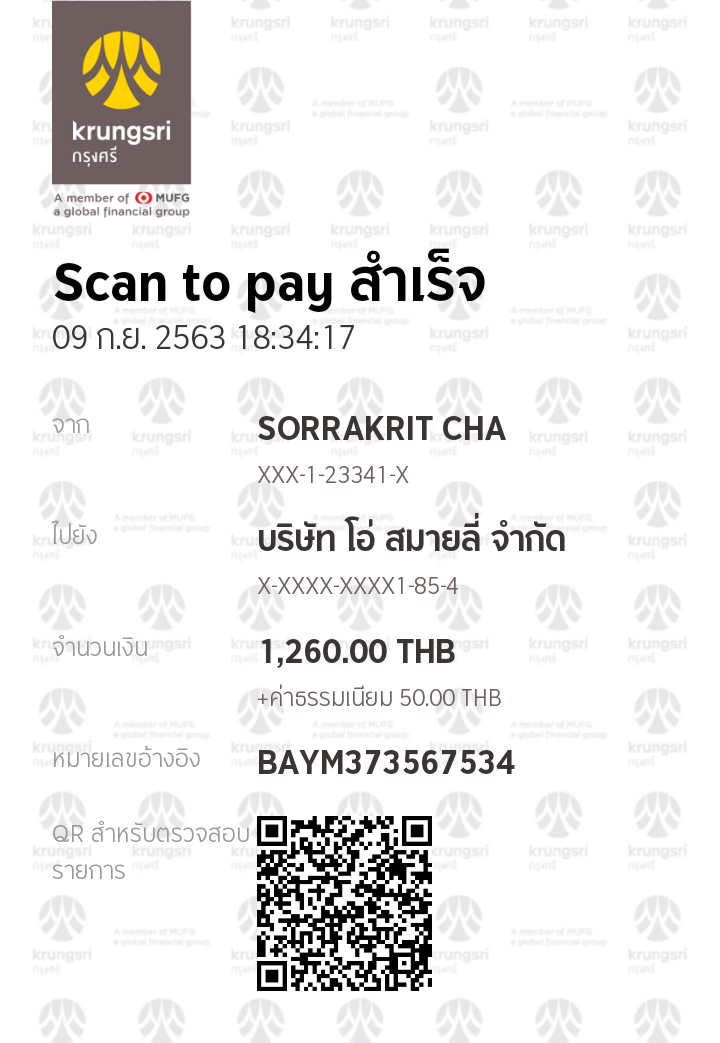 krungsri
กรุงศรี
A member of MUFG
a global financial group
Scan to pay สำเร็จ
09 ก.ย. 2563 18:34:17
จาก
SORRAKRIT CHA
XXX-1-23341-X
ไปยัง
บริษัท โอ่ สมายลี่ จำกัด
X-XXXX-XXXX1-85-4
จำนวนเงิน
1,260.00 THB
+ค่าธรรมเนียม 50.00 THB
หมายเลขอ้างอิง
BAYM373567534
QR สำหรับตรวจสอบ
รายการ